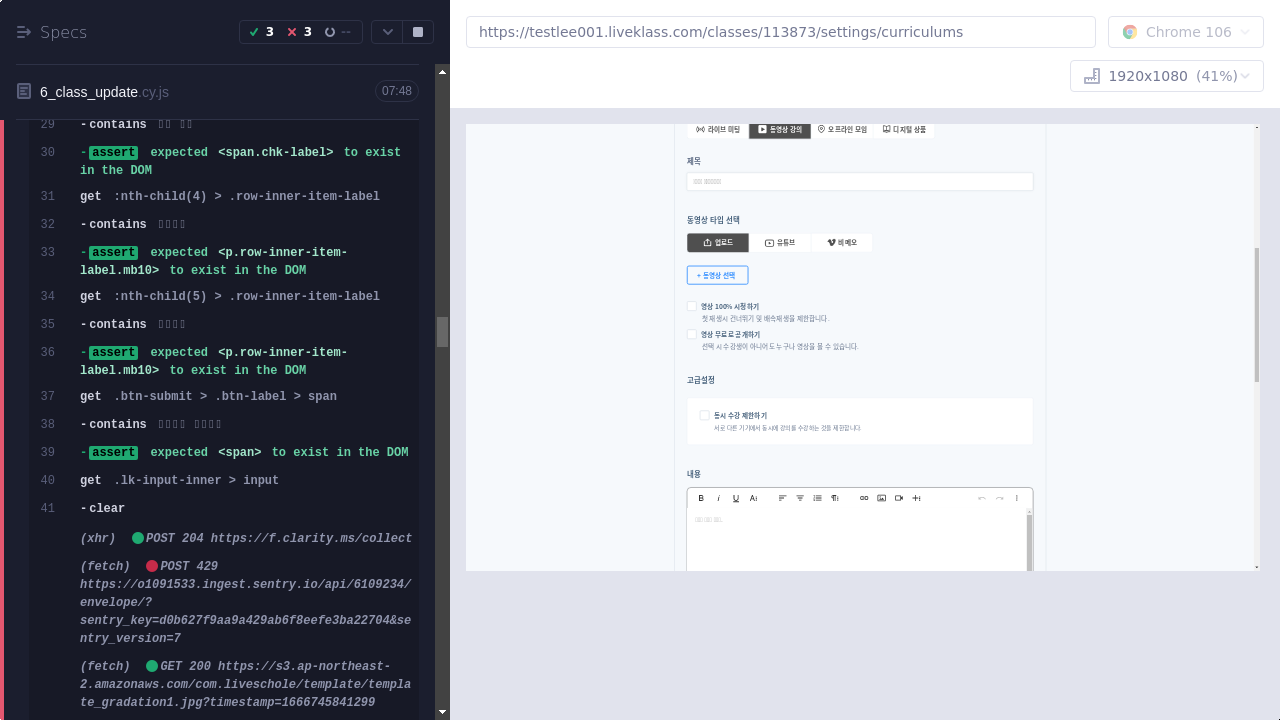 Specs
3
3
--
https://testlee001.liveklass.com/classes/113873/settings/curriculums
Chrome 106
1920x1080 (41%)
6_class_update.cy.js
07:48
29 -contains
30 -assert expected <span.chk-label> to exist
in the DOM
31 get :nth-child(4) > .row-inner-item-label
32 -contains
33 -assert expected <p.row-inner-item-
label.mb10> to exist in the DOM
34 get :nth-child(5) > .row-inner-item-label
35 -contains
36 -assert expected <p.row-inner-item-
label.mb10> to exist in the DOM
37 get .btn-submit > .btn-label > span
38 -contains
39 -assert expected <span> to exist in the DOM
40 get .lk-input-inner > input
41 -clear
(xhr) POST 204 https://f.clarity.ms/collect
(fetch) POST 429
https://o1091533.ingest.sentry.io/api/6109234/
envelope/?
sentry_key=d0b627f9aa9a429ab6f8eefe3ba22704&se
ntry_version=7
(fetch) GET 200 https://s3.ap-northeast-
2.amazonaws.com/com.liveschole/template/templa
te_gradation1.jpg?timestamp=1666745841299
라이브 미팅 동영상 강의 오프라인 모임 디지털 상품
제목
동영상 타입 선택
업로드 유튜브 비메오
+ 동영상 선택
영상 100% 시청하기
첫 재생시 건너뛰기 및 배속재생을 제한합니다.
영상 무료로 공개하기
선택 시 수강생이 아니어도 누구나 영상을 볼 수 있습니다.
고급설정
동시 수강 제한하기
서로 다른 기기에서 동시에 강의를 수강하는 것을 제한합니다.
내용
B i U A